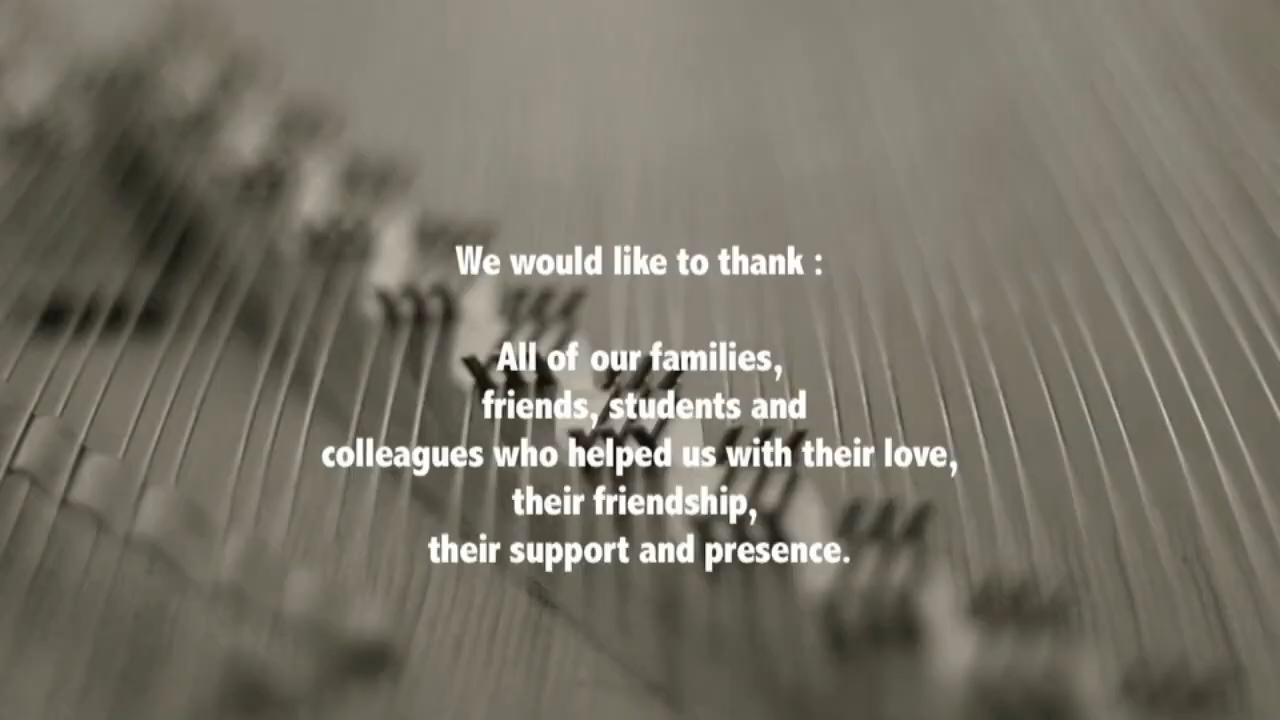 We would like to thank :
All of our families,
friends, students and
colleagues who helped us with their love,
their friendship,
their support and presence.